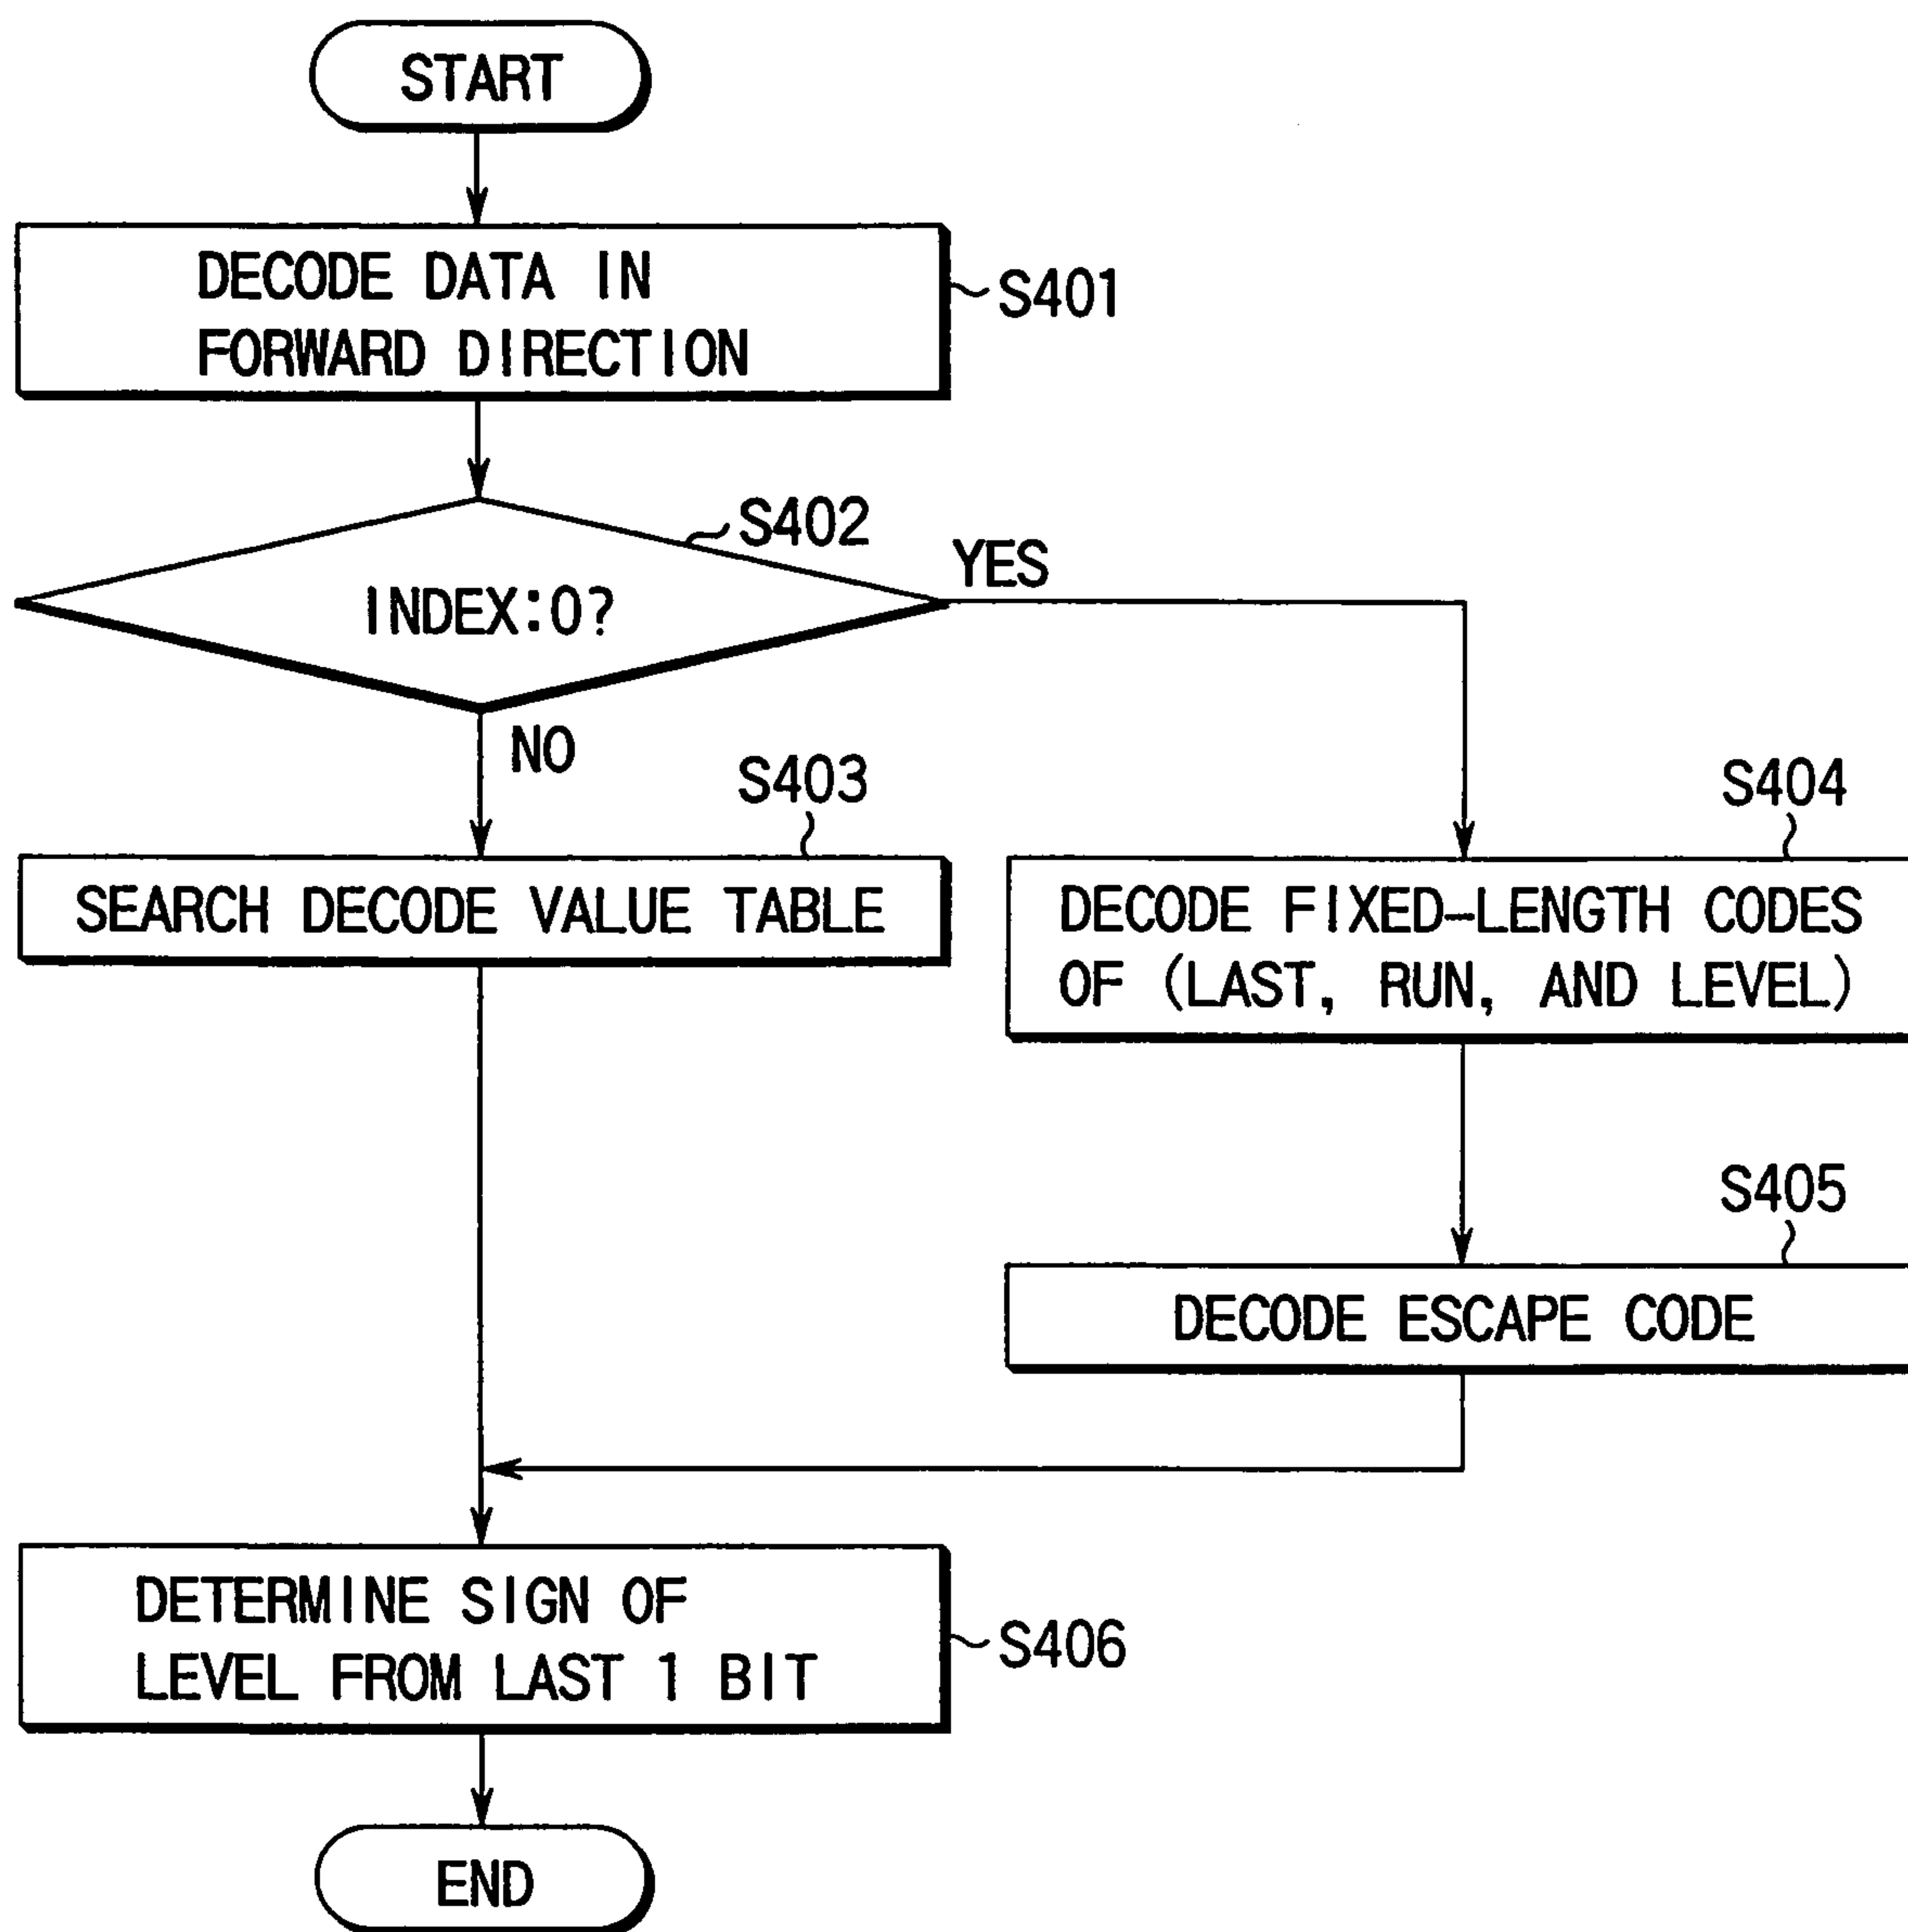 START
DECODE DATA IN
FORWARD DIRECTION
S401
S402
INDEX:0?
YES
NO
S403
SEARCH DECODE VALUE TABLE
S404
DECODE FIXED-LENGTH CODES
OF (LAST, RUN, AND LEVEL)
S405
DECODE ESCAPE CODE
DETERMINE SIGN OF
LEVEL FROM LAST 1 BIT
S406
END